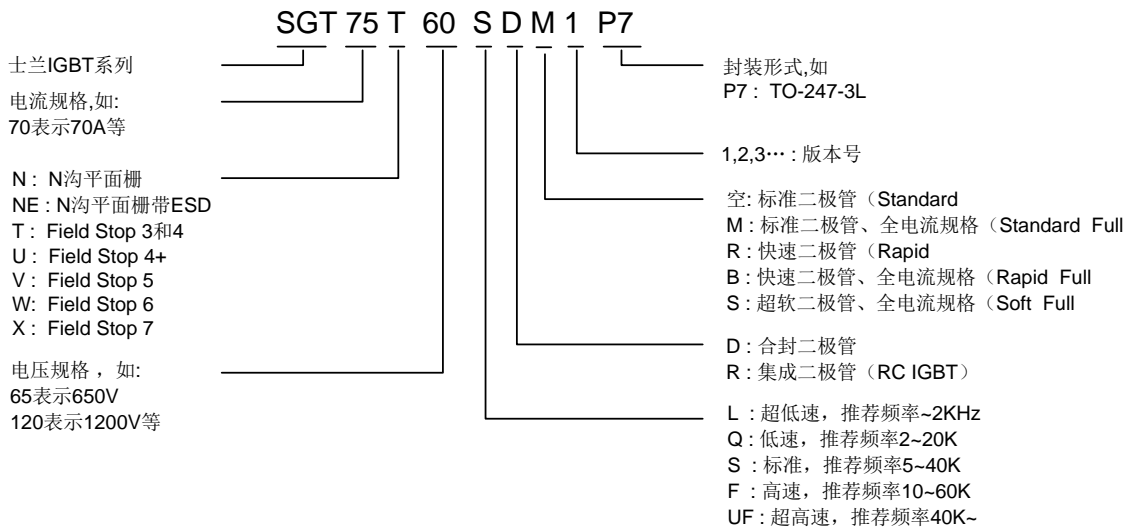 SGT 75 T 60 S D M 1 P7
士兰IGBT系列
电流规格,如:
70表示70A等
N : N沟平面栅
NE : N沟平面栅带ESD
T : Field Stop 3和4
U : Field Stop 4+
V : Field Stop 5
W: Field Stop 6
X : Field Stop 7
电压规格 , 如:
65表示650V
120表示1200V等
封装形式,如
P7 : TO-247-3L
1,2,3… : 版本号
空: 标准二极管（Standard
M : 标准二极管、全电流规格（Standard Full
R : 快速二极管（Rapid
B : 快速二极管、全电流规格（Rapid Full
S : 超软二极管、全电流规格（Soft Full
D : 合封二极管
R : 集成二极管（RC IGBT）
L : 超低速，推荐频率~2KHz
Q : 低速，推荐频率2~20K
S : 标准，推荐频率5~40K
F : 高速，推荐频率10~60K
UF : 超高速，推荐频率40K~